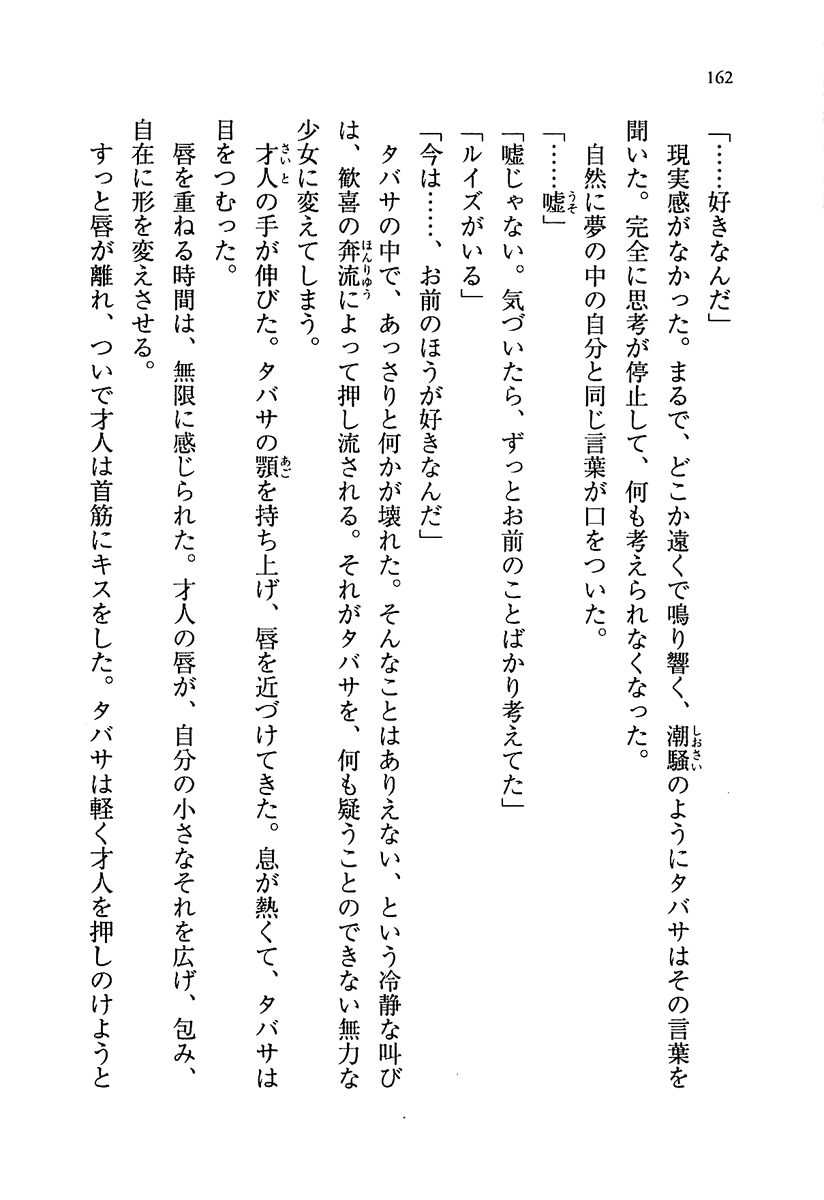 162
「……好きなんだ」
現実感がなかった。まるで、どこか遠くで鳴り響く、潮騒のようにタバサはその言葉を
聞いた。完全に思考が停止して、何も考えられなくなった。
自然に夢の中の自分と同じ言葉が口をついた。
「……嘘」
「嘘じゃない。気づいたら、ずっとお前のことばかり考えてた」
「ルイズがいる」
「今は……、お前のほうが好きなんだ」
タバサの中で、あっさりと何かが壊れた。そんなことはありえない、という冷静な叫び
は、歓喜の奔流によって押し流される。それがタバサを、何も疑うことのできない無力な
少女に変えてしまう。
才人の手が伸びた。タバサの顎を持ち上げ、唇を近づけてきた。息が熱くて、タバサは
目をつむった。
唇を重ねる時間は、無限に感じられた。才人の唇が、自分の小さなそれを広げ、包み、
自在に形を変えさせる。
すっと唇が離れ、ついで才人は首筋にキスをした。タバサは軽く才人を押しのけようと